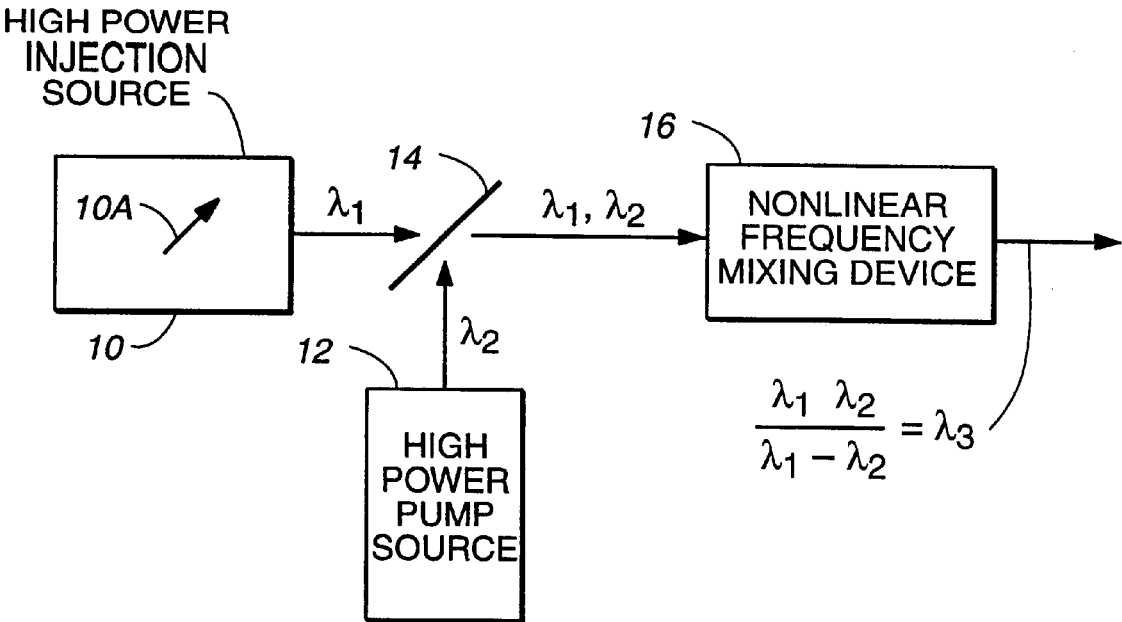 HIGH POWER
INJECTION
SOURCE
10A
10
λ1
14
λ2
12
HIGH
POWER
PUMP
SOURCE
λ1, λ2
16
NONLINEAR
FREQUENCY
MIXING DEVICE
λ1 λ2
λ1 − λ2
= λ3